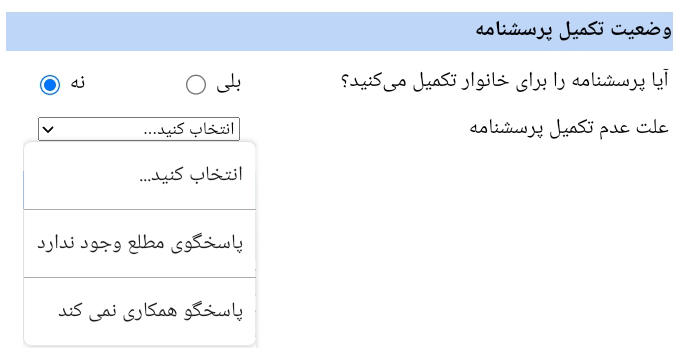 وضعیت تکمیل پرسشنامه
آیا پرسشنامه را برای خانوار تکمیل می‌کنید؟ بلی نه
علت عدم تکمیل پرسشنامه انتخاب کنید...
انتخاب کنید...
پاسخگوی مطلع وجود ندارد
پاسخگو همکاری نمی کند